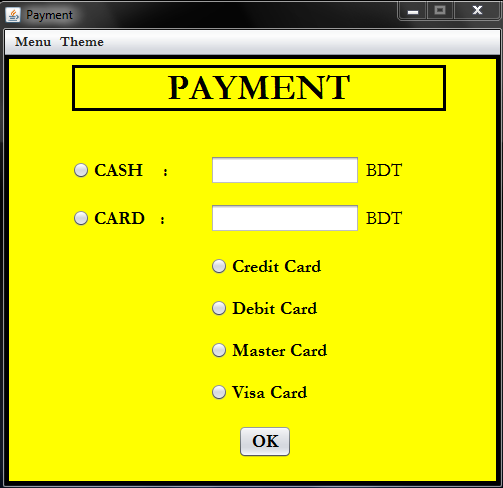 Payment
Menu Theme
PAYMENT
CASH : BDT
CARD : BDT
Credit Card
Debit Card
Master Card
Visa Card
OK